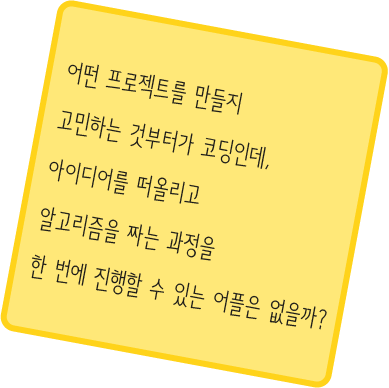 어떤 프로젝트를 만들지
고민하는 것부터가 코딩인데,
아이디어를 떠올리고
알고리즘을 짜는 과정을
한 번에 진행할 수 있는 어플은 없을까?